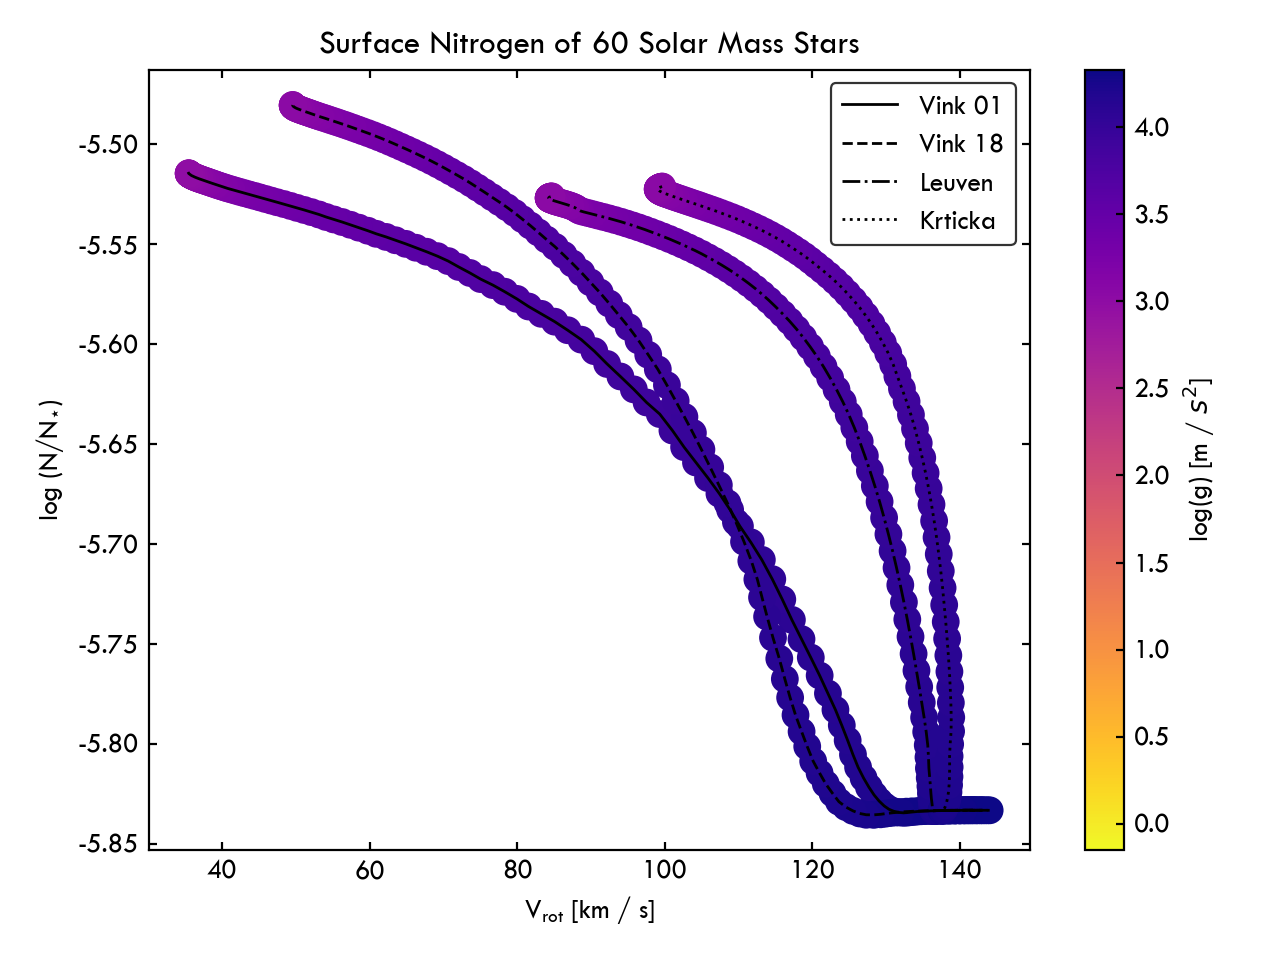 Surface Nitrogen of 60 Solar Mass Stars
Vink 01
Vink 18
Leuven
Krticka
-5.50
-5.55
-5.60
-5.65
-5.70
-5.75
-5.80
-5.85
log (N/N⋆)
40
60
80
100
120
140
V_rot [km / s]
4.0
3.5
3.0
2.5
2.0
1.5
1.0
0.5
0.0
log(g) [m / s²]